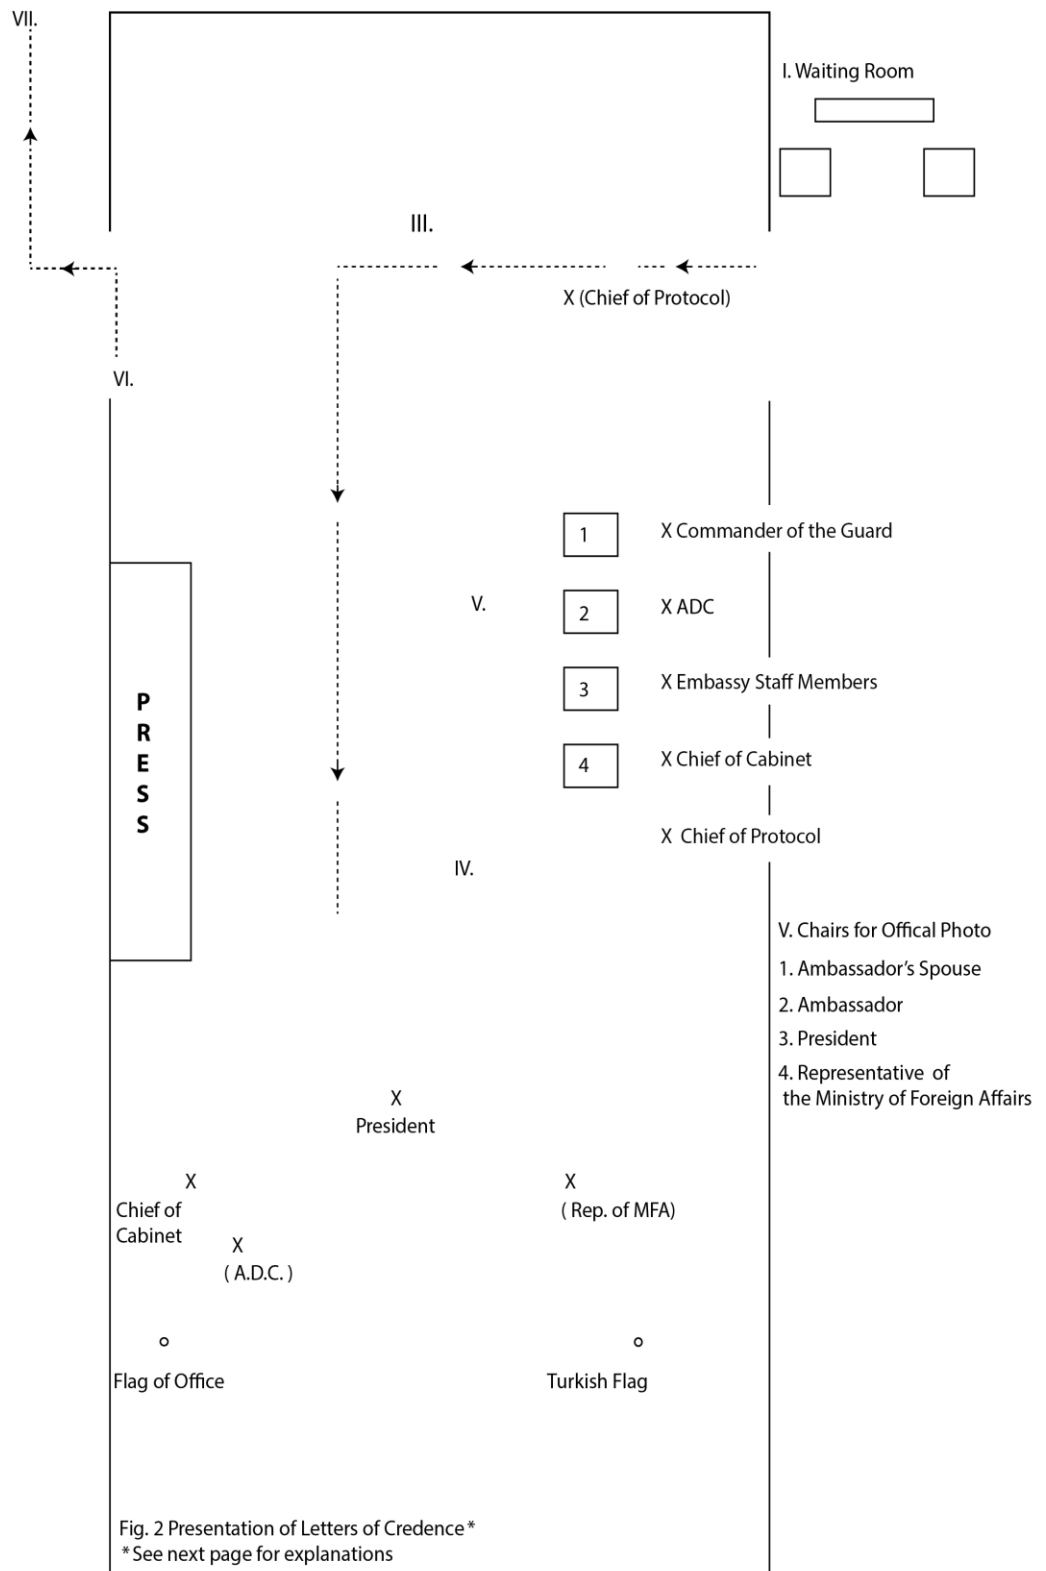 VII.
I. Waiting Room
III.
X (Chief of Protocol)
VI.
1
X Commander of the Guard
V.
2
X ADC
3
X Embassy Staff Members
PRESS
4
X Chief of Cabinet
X Chief of Protocol
IV.
V. Chairs for Offical Photo
1. Ambassador's Spouse
2. Ambassador
3. President
4. Representative of
the Ministry of Foreign Affairs
X
President
X
Chief of
Cabinet
X
( Rep. of MFA)
X
( A.D.C. )
Flag of Office
Turkish Flag
Fig. 2 Presentation of Letters of Credence *
* See next page for explanations